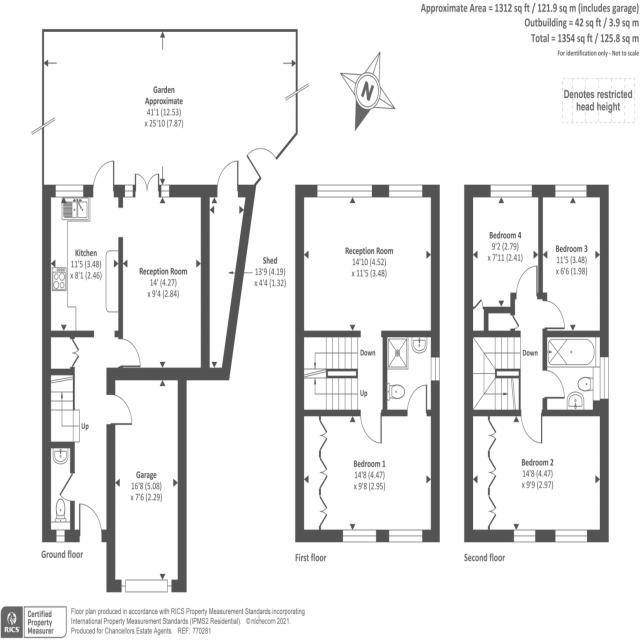 Approximate Area = 1312 sq ft / 121.9 sq m (includes garage)
Outbuilding = 42 sq ft / 3.9 sq m
Total = 1354 sq ft / 125.8 sq m
For identification only - Not to scale
Denotes restricted
head height
N
Garden
Approximate
41'1 (12.53)
x 25'10 (7.87)
Kitchen
11'5 (3.48)
x 8'1 (2.46)
Reception Room
14' (4.27)
x 9'4 (2.84)
Shed
13'9 (4.19)
x 4'4 (1.32)
Up
Garage
16'8 (5.08)
x 7'6 (2.29)
Ground floor
Reception Room
14'10 (4.52)
x 11'5 (3.48)
Down
Up
Bedroom 1
14'8 (4.47)
x 9'8 (2.95)
First floor
Bedroom 4
9'2 (2.79)
x 7'11 (2.41)
Bedroom 3
11'5 (3.48)
x 6'6 (1.98)
Down
Bedroom 2
14'8 (4.47)
x 9'9 (2.97)
Second floor
RICS
Certified
Property
Measurer
Floor plan produced in accordance with RICS Property Measurement Standards incorporating
International Property Measurement Standards (IPMS2 Residential). © nichecom 2021.
Produced for Chancellors Estate Agents. REF: 770281